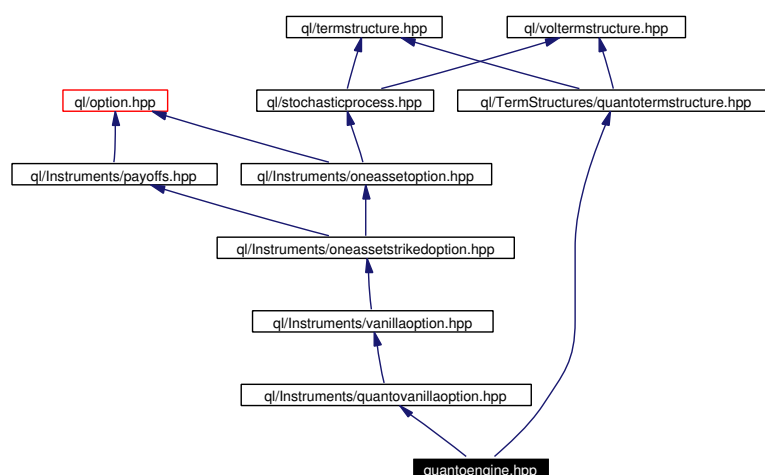 ql/termstructure.hpp
ql/voltermstructure.hpp
ql/option.hpp
ql/stochasticprocess.hpp
ql/TermStructures/quantotermstructure.hpp
ql/Instruments/payoffs.hpp
ql/Instruments/oneassetoption.hpp
ql/Instruments/oneassetstrikedoption.hpp
ql/Instruments/vanillaoption.hpp
ql/Instruments/quantovanillaoption.hpp
quantoengine.hpp